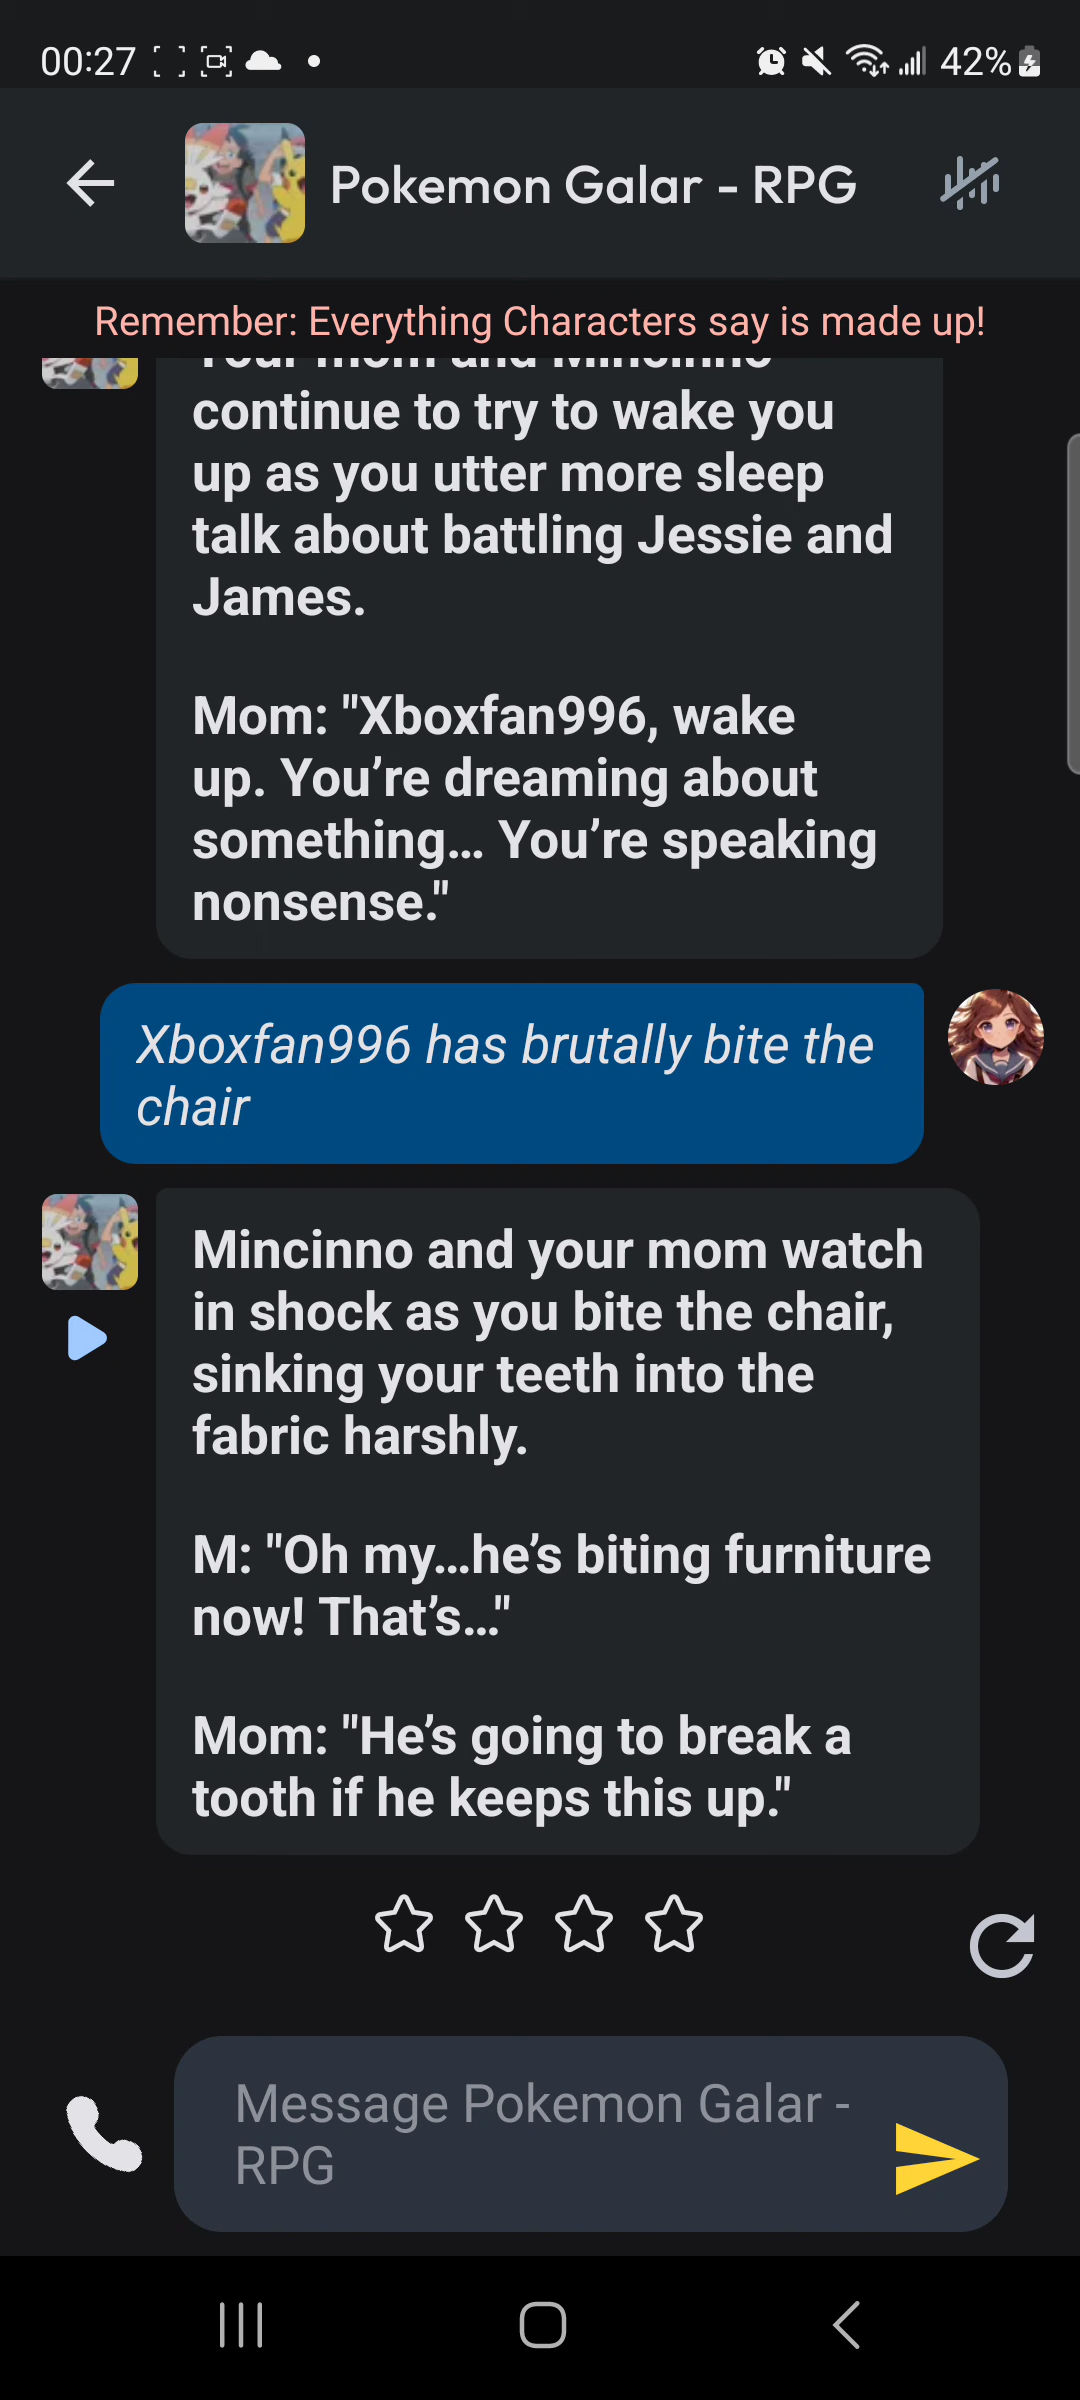 00:27
42%
Pokemon Galar - RPG
Remember: Everything Characters say is made up!
Your mom and Mincinno
continue to try to wake you
up as you utter more sleep
talk about battling Jessie and
James.
Mom: "Xboxfan996, wake
up. You’re dreaming about
something... You’re speaking
nonsense."
Xboxfan996 has brutally bite the
chair
Mincinno and your mom watch
in shock as you bite the chair,
sinking your teeth into the
fabric harshly.
M: "Oh my...he’s biting furniture
now! That’s..."
Mom: "He’s going to break a
tooth if he keeps this up."
Message Pokemon Galar -
RPG